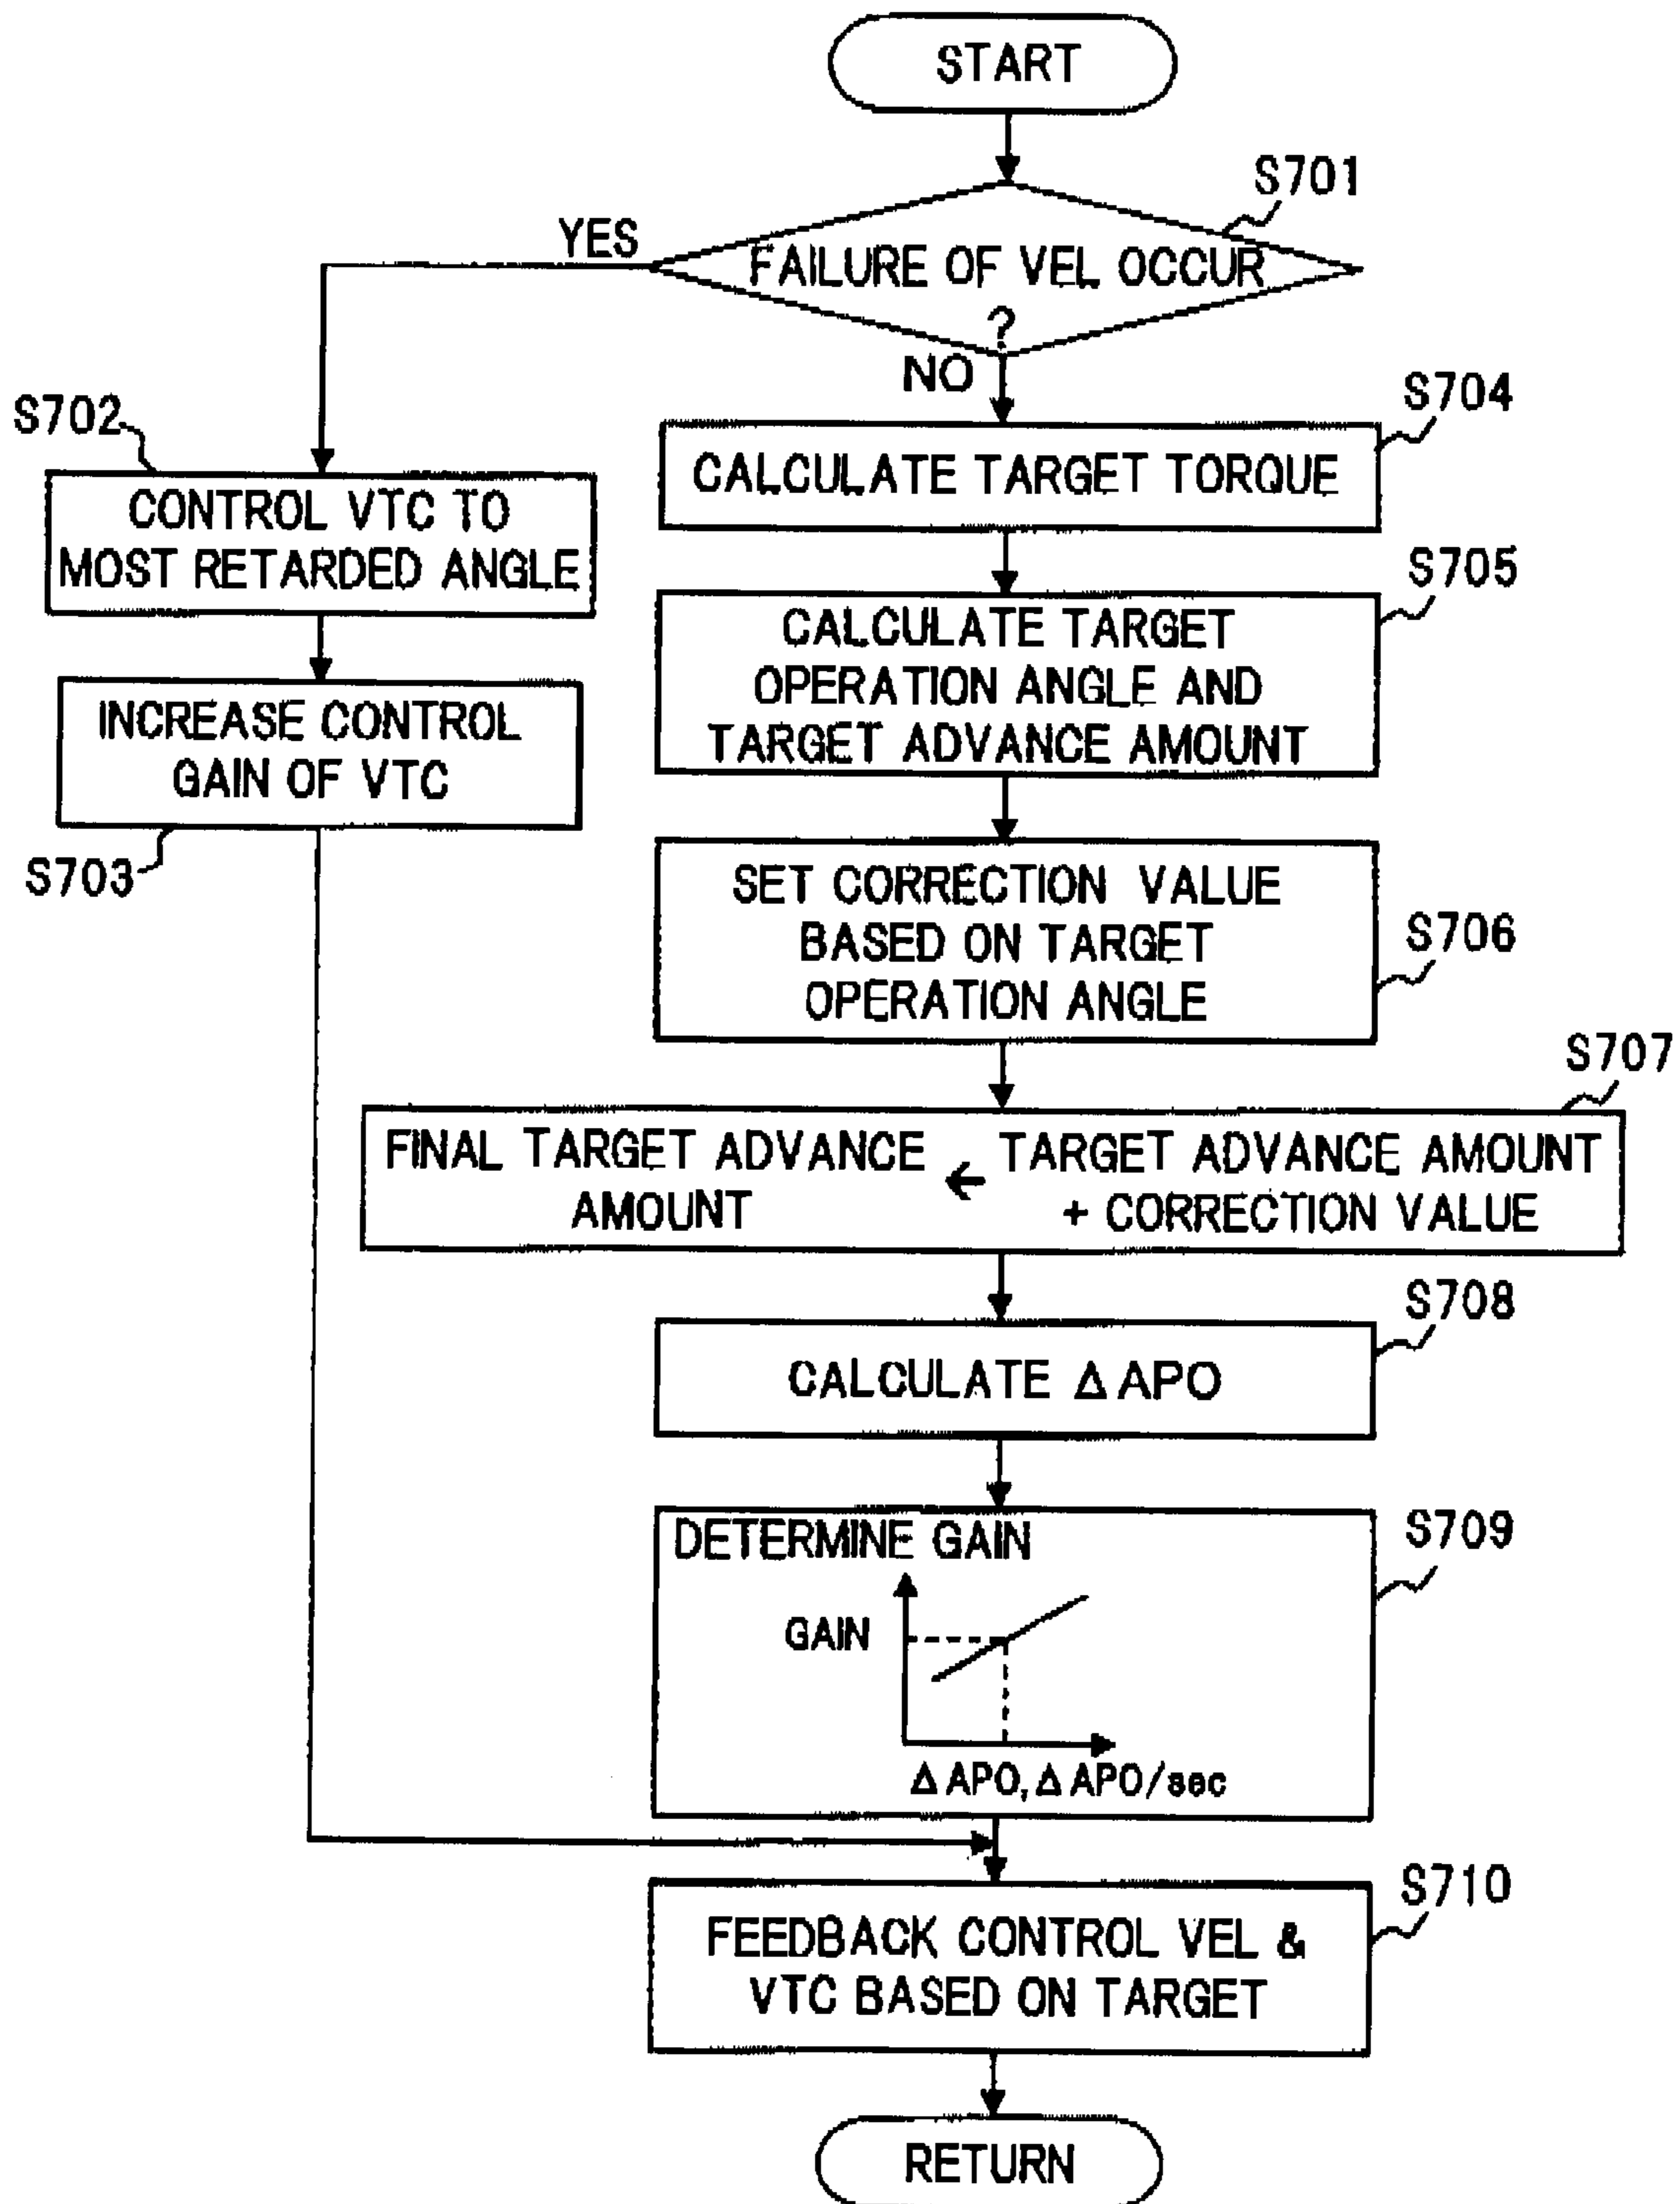 START
S701
YES
FAILURE OF VEL OCCUR
?
NO
S702
CONTROL VTC TO
MOST RETARDED ANGLE
INCREASE CONTROL
GAIN OF VTC
S703
S704
CALCULATE TARGET TORQUE
S705
CALCULATE TARGET
OPERATION ANGLE AND
TARGET ADVANCE AMOUNT
SET CORRECTION VALUE
BASED ON TARGET
OPERATION ANGLE
S706
S707
FINAL TARGET ADVANCE
AMOUNT
←
TARGET ADVANCE AMOUNT
+ CORRECTION VALUE
S708
CALCULATE Δ APO
S709
DETERMINE GAIN
GAIN
Δ APO, Δ APO/sec
S710
FEEDBACK CONTROL VEL &
VTC BASED ON TARGET
RETURN